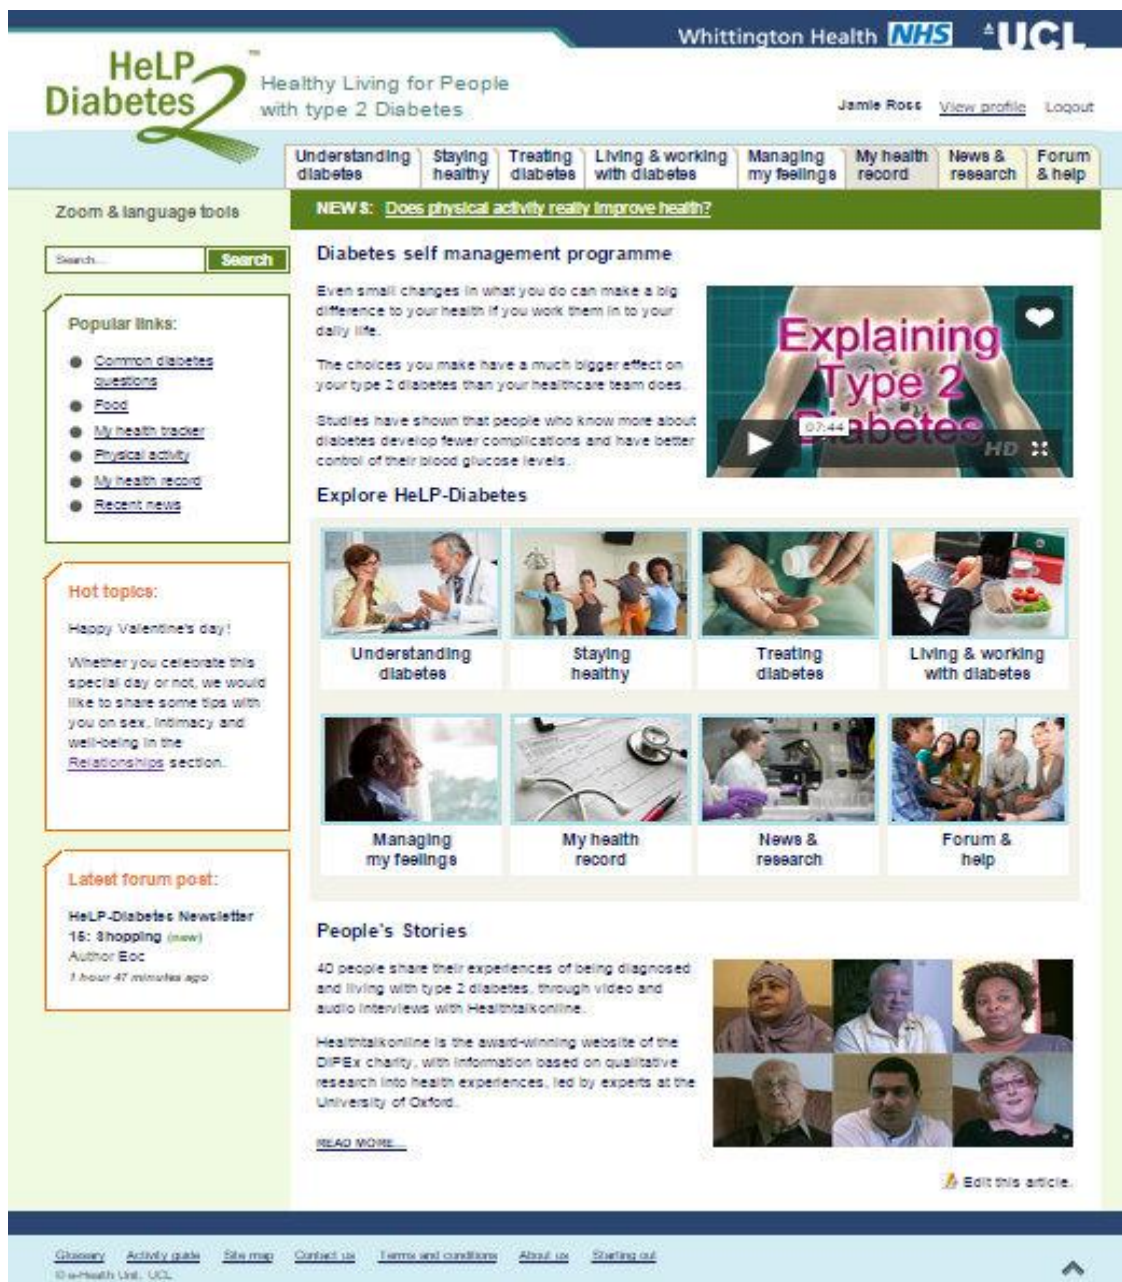 Whittington Health NHS UCL
HeLP
Diabetes 2 ™
Healthy Living for People
with type 2 Diabetes
Jamie Ross View profile Logout
Understanding diabetes
Staying healthy
Treating diabetes
Living & working with diabetes
Managing my feelings
My health record
News & research
Forum & help
Zoom & language tools
NEWS: Does physical activity really improve health?
Search... Search
Popular links:
Common diabetes
questions
Food
My health tracker
Physical activity
My health record
Recent news
Hot topics:
Happy Valentine's day!
Whether you celebrate this
special day or not, we would
like to share some tips with
you on sex, intimacy and
well-being in the
Relationships section.
Latest forum post:
HeLP-Diabetes Newsletter
15: Shopping (new)
Author Eoc
1 hour 47 minutes ago
Diabetes self management programme
Even small changes in what you do can make a big
difference to your health if you work them in to your
daily life.
The choices you make have a much bigger effect on
your type 2 diabetes than your healthcare team does.
Studies have shown that people who know more about
diabetes develop fewer complications and have better
control of their blood glucose levels.
Explaining
Type 2
Diabetes
07:44
HD
Explore HeLP-Diabetes
Understanding
diabetes
Staying
healthy
Treating
diabetes
Living & working
with diabetes
Managing
my feelings
My health
record
News &
research
Forum &
help
People's Stories
40 people share their experiences of being diagnosed
and living with type 2 diabetes, through video and
audio interviews with Healthtalkonline.
Healthtalkonline is the award-winning website of the
DIPEx charity, with information based on qualitative
research into health experiences, led by experts at the
University of Oxford.
READ MORE...
Edit this article.
Glossary Activity guide Site map Contact us Terms and conditions About us Starting out
© e-Health Unit, UCL